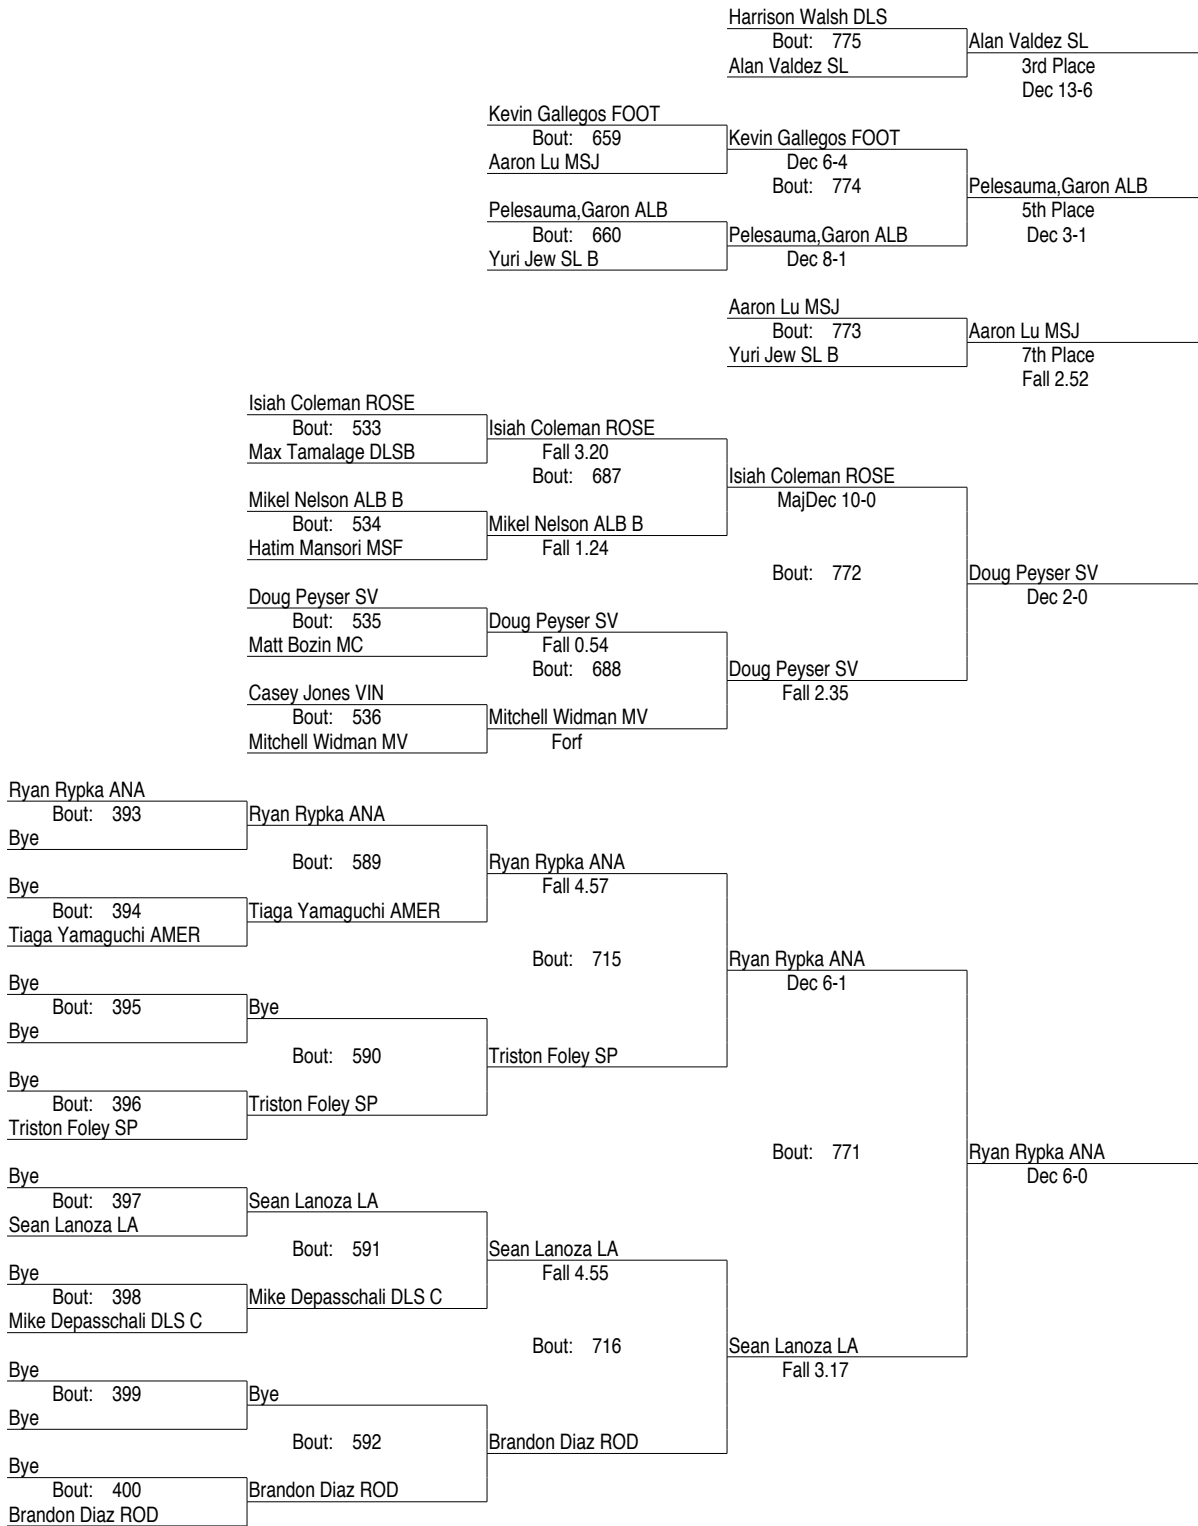 Harrison Walsh DLS
Bout: 775
Alan Valdez SL
Alan Valdez SL
3rd Place
Dec 13-6
Kevin Gallegos FOOT
Bout: 659
Aaron Lu MSJ
Kevin Gallegos FOOT
Dec 6-4
Bout: 774
Pelesauma,Garon ALB
5th Place
Dec 3-1
Pelesauma,Garon ALB
Bout: 660
Yuri Jew SL B
Pelesauma,Garon ALB
Dec 8-1
Aaron Lu MSJ
Bout: 773
Yuri Jew SL B
Aaron Lu MSJ
7th Place
Fall 2.52
Isiah Coleman ROSE
Bout: 533
Max Tamalage DLSB
Isiah Coleman ROSE
Fall 3.20
Bout: 687
Isiah Coleman ROSE
MajDec 10-0
Mikel Nelson ALB B
Bout: 534
Hatim Mansori MSF
Mikel Nelson ALB B
Fall 1.24
Bout: 772
Doug Peyser SV
Dec 2-0
Doug Peyser SV
Bout: 535
Matt Bozin MC
Doug Peyser SV
Fall 0.54
Bout: 688
Doug Peyser SV
Fall 2.35
Casey Jones VIN
Bout: 536
Mitchell Widman MV
Mitchell Widman MV
Forf
Ryan Rypka ANA
Bout: 393
Bye
Ryan Rypka ANA
Bout: 589
Ryan Rypka ANA
Fall 4.57
Bye
Bout: 394
Tiaga Yamaguchi AMER
Tiaga Yamaguchi AMER
Bout: 715
Ryan Rypka ANA
Dec 6-1
Bye
Bout: 395
Bye
Bye
Bout: 590
Triston Foley SP
Bye
Bout: 396
Triston Foley SP
Triston Foley SP
Bout: 771
Ryan Rypka ANA
Dec 6-0
Bye
Bout: 397
Sean Lanoza LA
Sean Lanoza LA
Bout: 591
Sean Lanoza LA
Fall 4.55
Bye
Bout: 398
Mike Depasschali DLS C
Mike Depasschali DLS C
Bout: 716
Sean Lanoza LA
Fall 3.17
Bye
Bout: 399
Bye
Bye
Bout: 592
Brandon Diaz ROD
Bye
Bout: 400
Brandon Diaz ROD
Brandon Diaz ROD